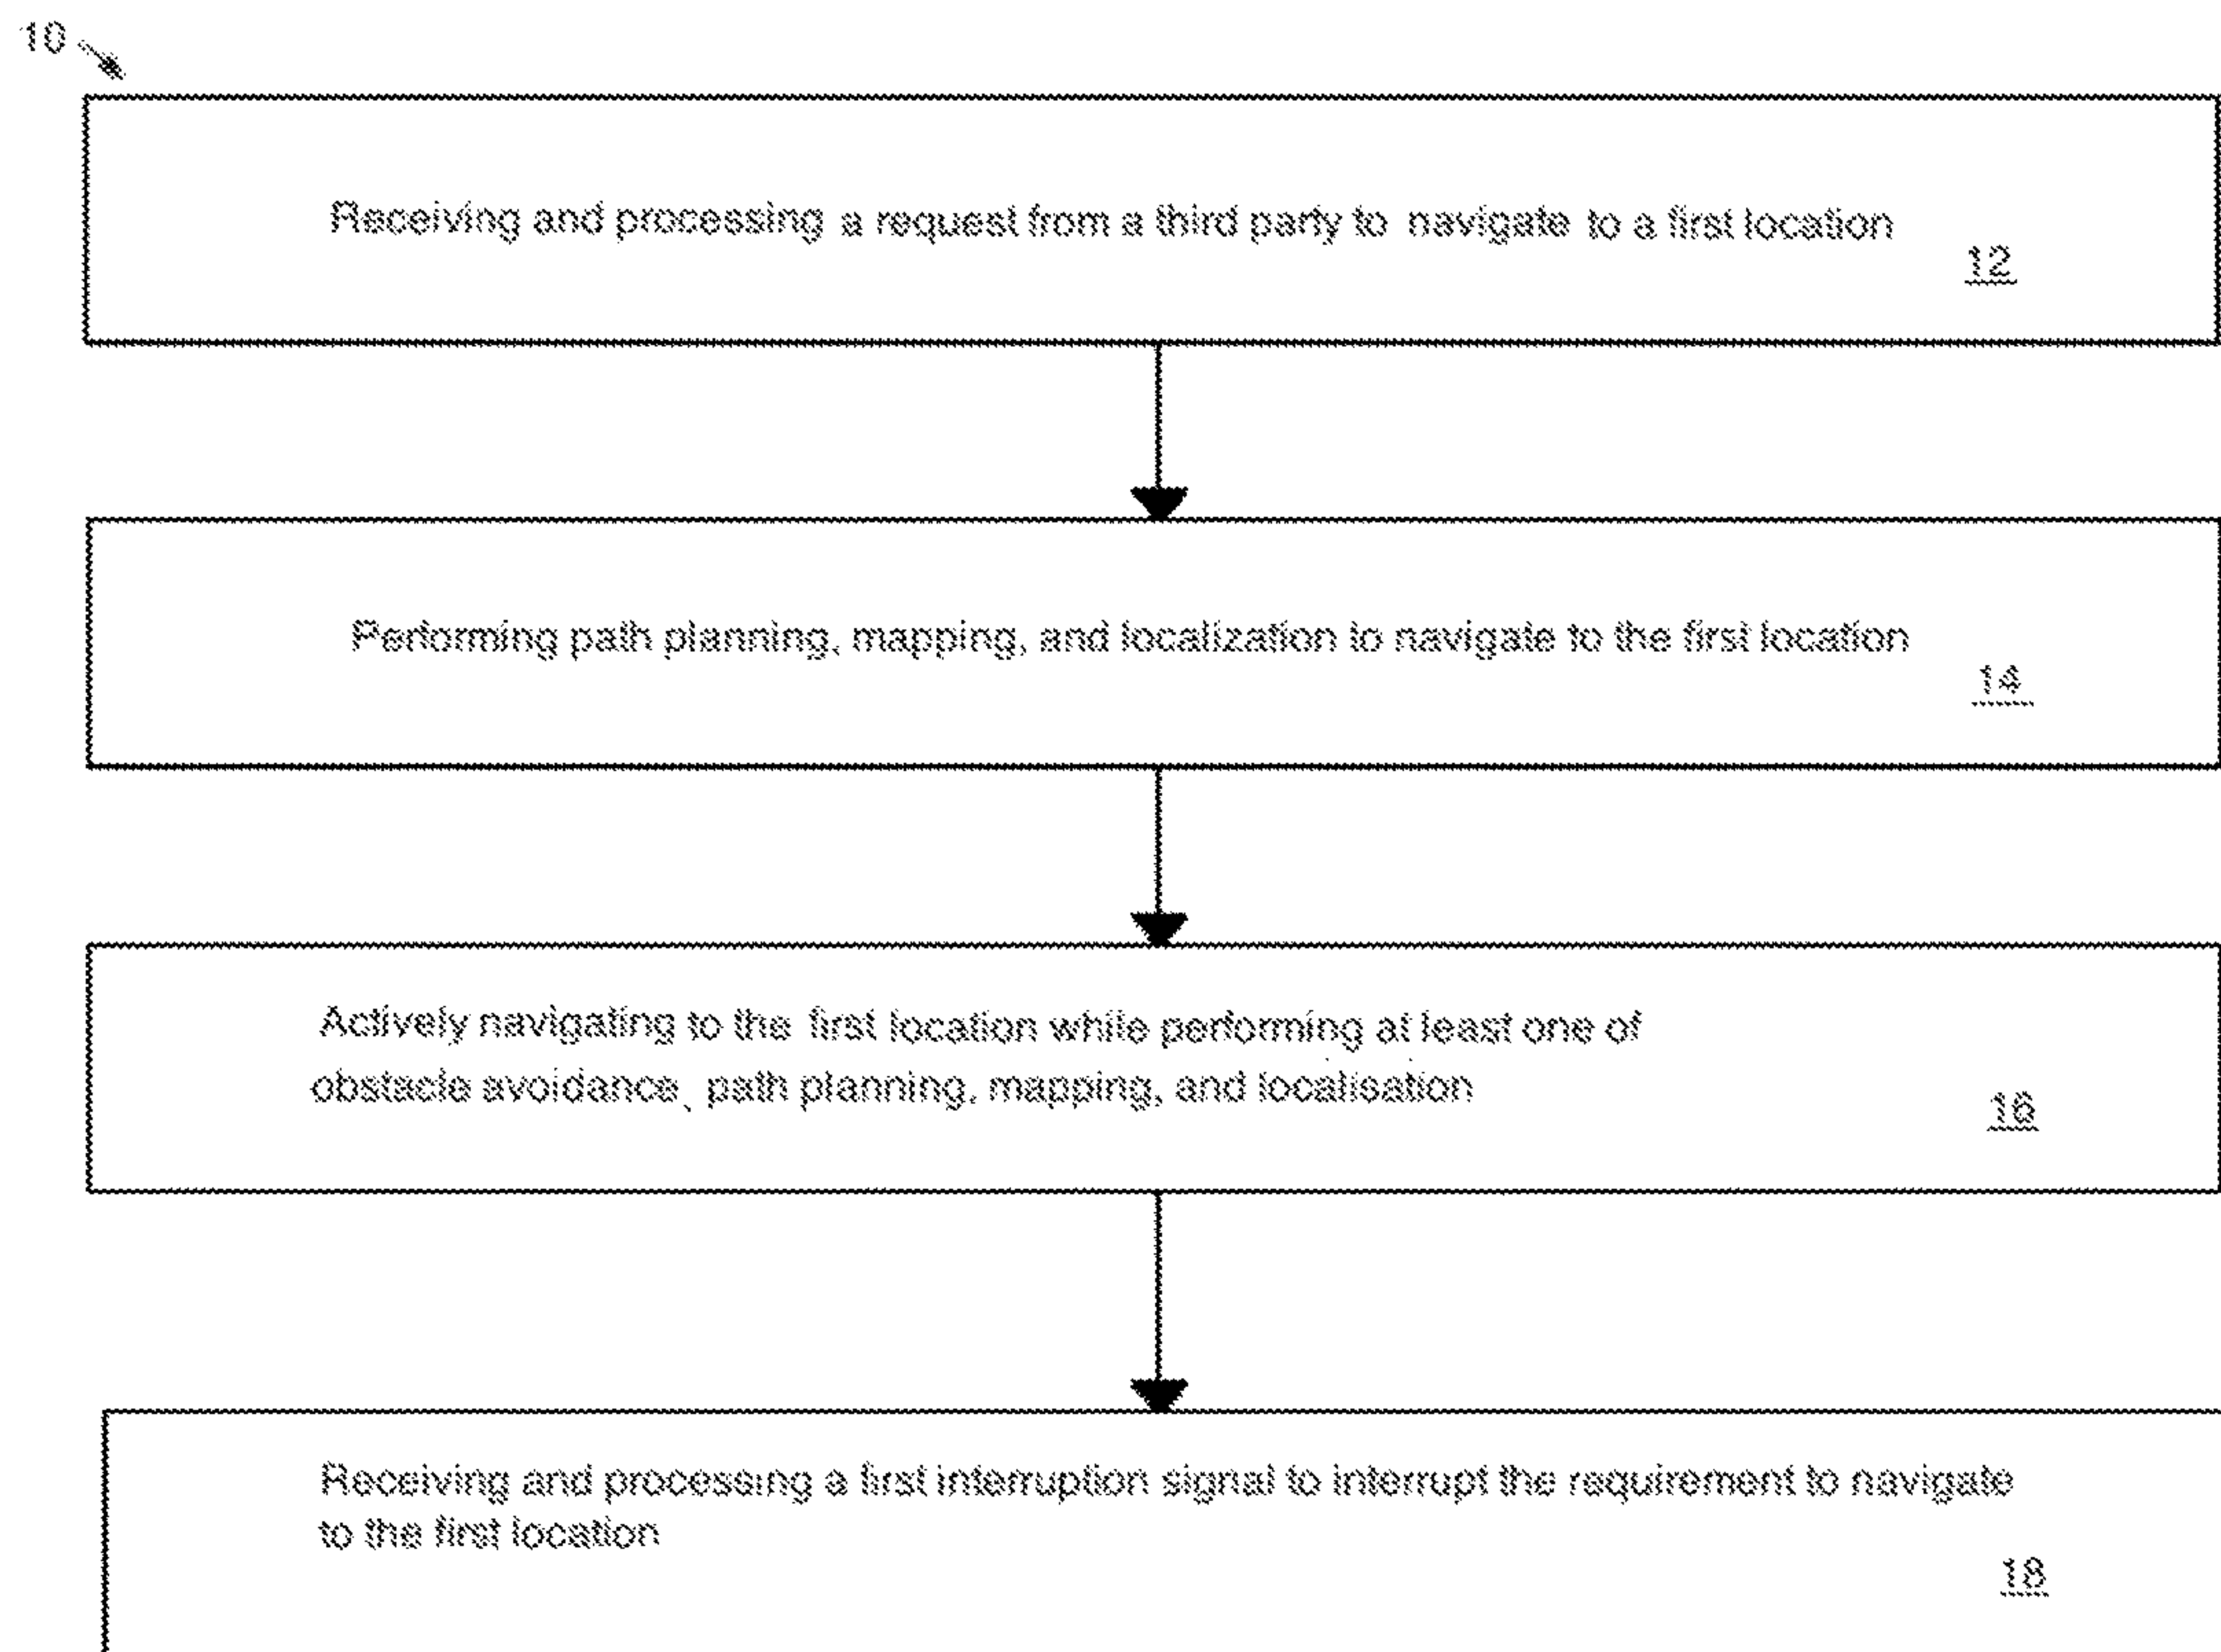 10
Receiving and processing a request from a third party to navigate to a first location
12
Performing path planning, mapping, and localization to navigate to the first location
14
Actively navigating to the first location while performing at least one of
obstacle avoidance, path planning, mapping, and localisation
16
Receiving and processing a first interruption signal to interrupt the requirement to navigate
to the first location
18